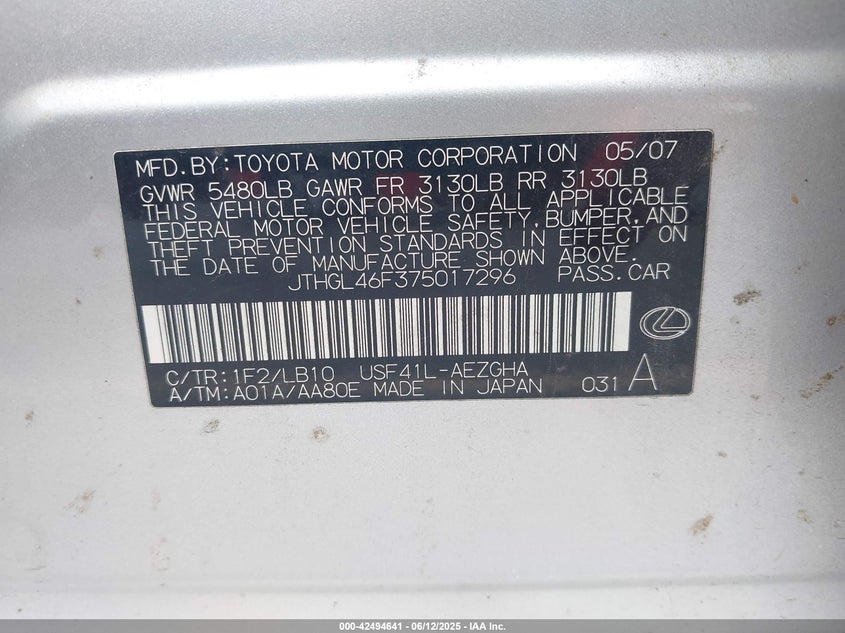 MFD.BY:TOYOTA MOTOR CORPORATION 05/07
GVWR 5480LB GAWR FR 3130LB RR 3130LB
THIS VEHICLE CONFORMS TO ALL APPLICABLE
FEDERAL MOTOR VEHICLE SAFETY,BUMPER,AND
THEFT PREVENTION STANDARDS IN EFFECT ON
THE DATE OF MANUFACTURE SHOWN ABOVE.
JTHGL46F375017296 PASS.CAR
C/TR:1F2/LB10 USF41L-AEZGHA
A/TM:A01A/AA80E MADE IN JAPAN 031 A
000-42494641 | 06/12/2025 - IAA Inc.